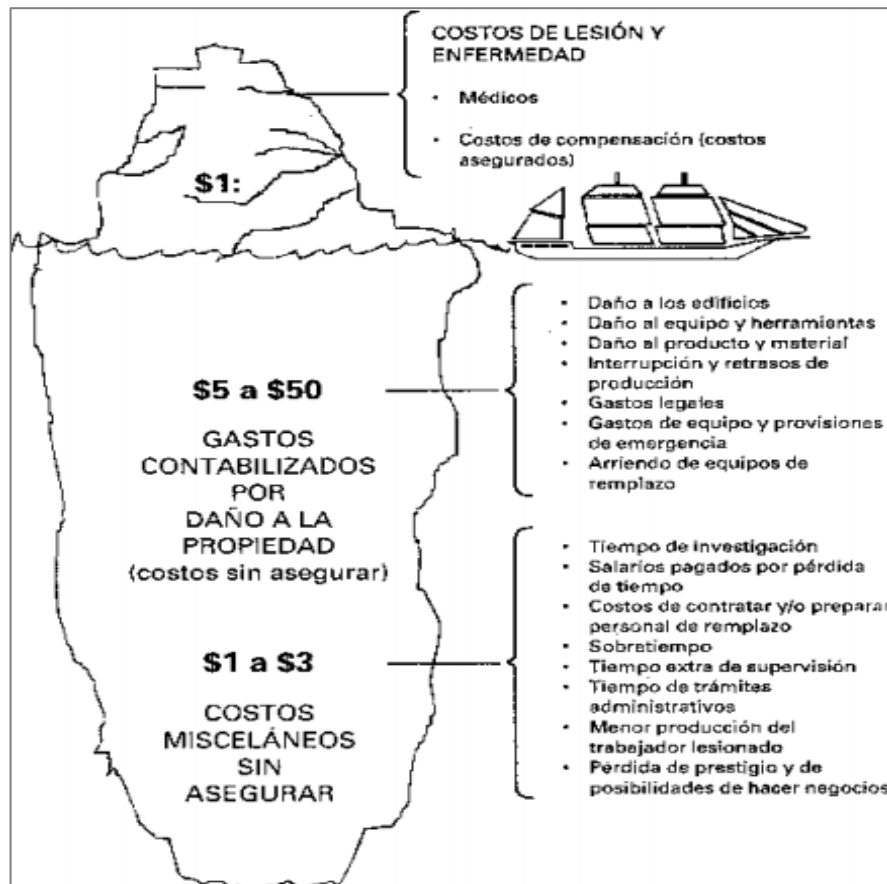 COSTOS DE LESIÓN Y
ENFERMEDAD
• Médicos
• Costos de compensación (costos
asegurados)
$1:
• Daño a los edificios
• Daño al equipo y herramientas
• Daño al producto y material
• Interrupción y retrasos de
producción
• Gastos legales
• Gastos de equipo y provisiones
de emergencia
• Arriendo de equipos de
remplazo
$5 a $50
GASTOS
CONTABILIZADOS
POR
DAÑO A LA
PROPIEDAD
(costos sin asegurar)
• Tiempo de investigación
• Salarios pagados por pérdida
de tiempo
• Costos de contratar y/o preparar
personal de remplazo
• Sobretiempo
• Tiempo extra de supervisión
• Tiempo de trámites
administrativos
• Menor producción del
trabajador lesionado
• Pérdida de prestigio y de
posibilidades de hacer negocios
$1 a $3
COSTOS
MISCELÁNEOS
SIN
ASEGURAR